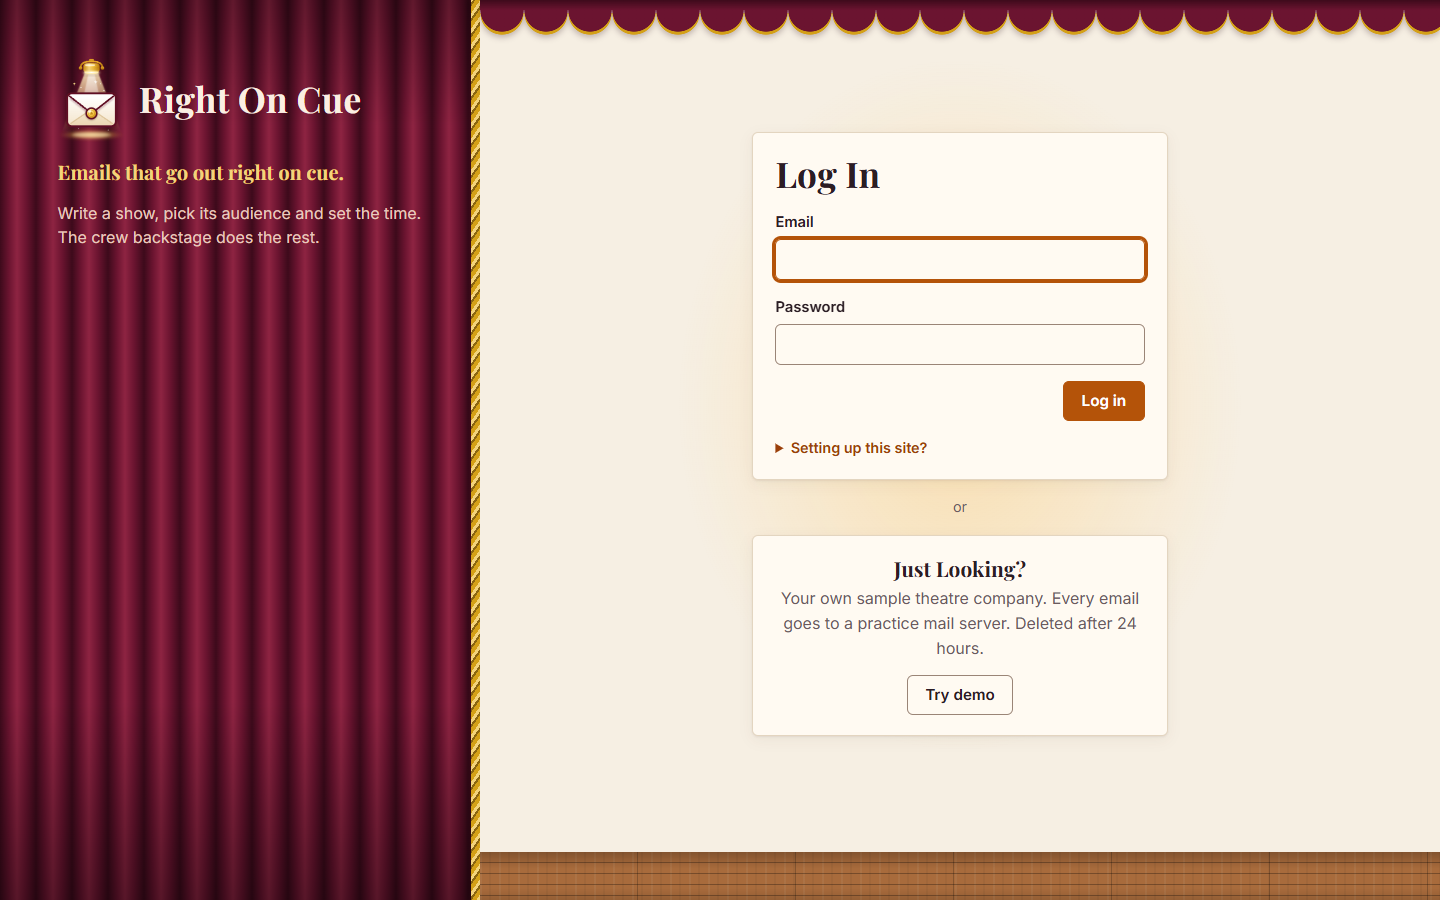 Right On Cue
Emails that go out right on cue.
Write a show, pick its audience and set the time.
The crew backstage does the rest.
Log In
Email
Password
Log in
Setting up this site?
or
Just Looking?
Your own sample theatre company. Every email
goes to a practice mail server. Deleted after 24
hours.
Try demo